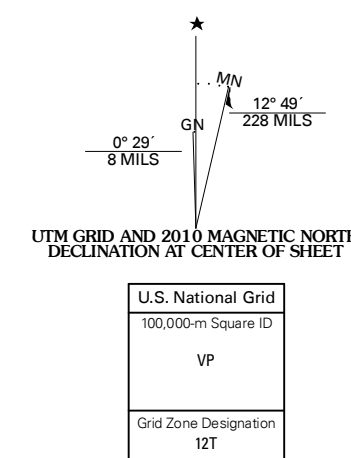 ★
MN
GN
12° 49´
228 MILS
0° 29´
8 MILS
UTM GRID AND 2010 MAGNETIC NORTH
DECLINATION AT CENTER OF SHEET
U.S. National Grid
100,000-m Square ID
VP
Grid Zone Designation
12T